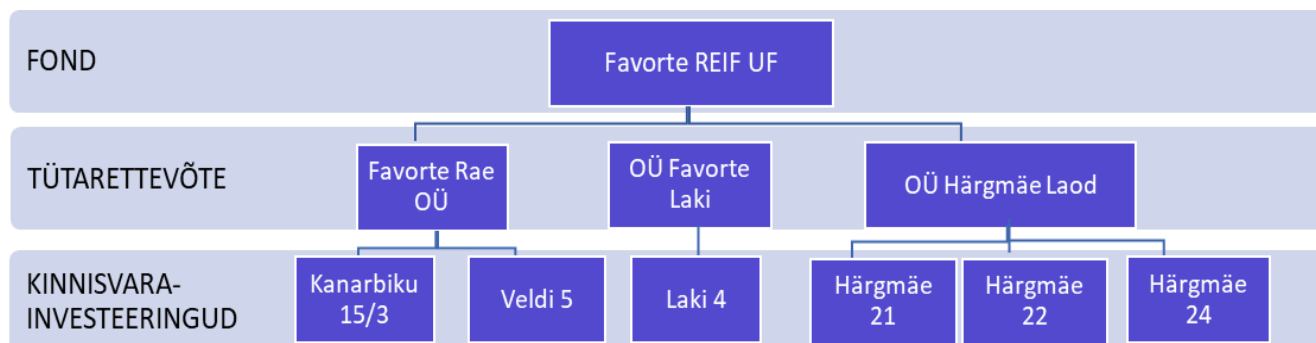 FOND
Favorte REIF UF
TÜTARETTEVÕTE
Favorte Rae
OÜ
OÜ Favorte
Laki
OÜ Härgmäe Laod
KINNISVARA-
INVESTEERINGUD
Kanarbiku
15/3
Veldi 5
Laki 4
Härgmäe
21
Härgmäe
22
Härgmäe
24